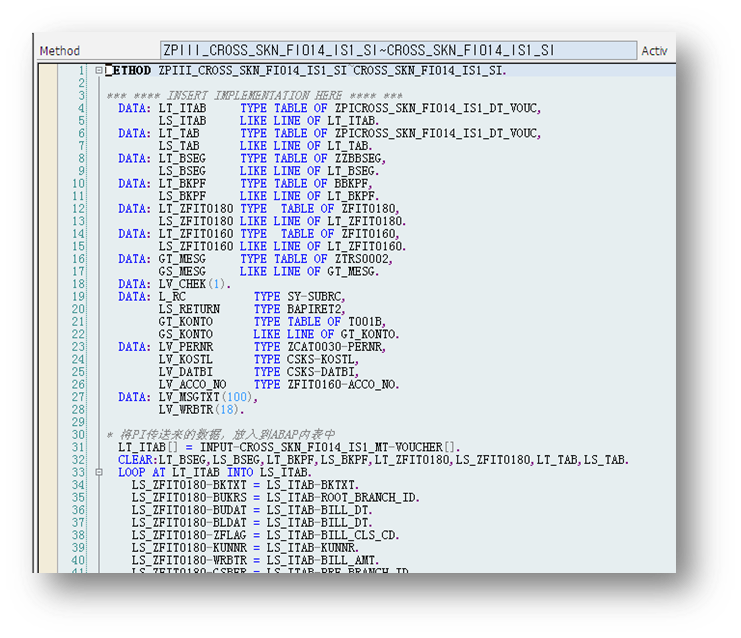 Method ZPIII_CROSS_SKN_FI014_IS1_SI~CROSS_SKN_FI014_IS1_SI Activ
1 METHOD ZPIII_CROSS_SKN_FI014_IS1_SI~CROSS_SKN_FI014_IS1_SI.
2
3 *** **** INSERT IMPLEMENTATION HERE **** ***
4 DATA: LT_ITAB TYPE TABLE OF ZPICROSS_SKN_FI014_IS1_DT_VOUC,
5 LS_ITAB LIKE LINE OF LT_ITAB.
6 DATA: LT_TAB TYPE TABLE OF ZPICROSS_SKN_FI014_IS1_DT_VOUC,
7 LS_TAB LIKE LINE OF LT_TAB.
8 DATA: LT_BSEG TYPE TABLE OF ZZBBSEG,
9 LS_BSEG LIKE LINE OF LT_BSEG.
10 DATA: LT_BKPF TYPE TABLE OF BBKPF,
11 LS_BKPF LIKE LINE OF LT_BKPF.
12 DATA: LT_ZFIT0180 TYPE TABLE OF ZFIT0180,
13 LS_ZFIT0180 LIKE LINE OF LT_ZFIT0180.
14 DATA: LT_ZFIT0160 TYPE TABLE OF ZFIT0160,
15 LS_ZFIT0160 LIKE LINE OF LT_ZFIT0160.
16 DATA: GT_MESG TYPE TABLE OF ZTRS0002,
17 GS_MESG LIKE LINE OF GT_MESG.
18 DATA: LV_CHEK(1).
19 DATA: L_RC TYPE SY-SUBRC,
20 LS_RETURN TYPE BAPIRET2,
21 GT_KONTO TYPE TABLE OF T001B,
22 GS_KONTO LIKE LINE OF GT_KONTO.
23 DATA: LV_PERNR TYPE ZCAT0030-PERNR,
24 LV_KOSTL TYPE CSKS-KOSTL,
25 LV_DATBI TYPE CSKS-DATBI,
26 LV_ACCO_NO TYPE ZFIT0160-ACCO_NO.
27 DATA: LV_MSGTXT(100),
28 LV_WRBTR(18).
29
30 * 将PI传送来的数据，放入到ABAP内表中
31 LT_ITAB[] = INPUT-CROSS_SKN_FI014_IS1_MT-VOUCHER[].
32 CLEAR:LT_BSEG,LS_BSEG,LT_BKPF,LS_BKPF,LT_ZFIT0180,LS_ZFIT0180,LT_TAB,LS_TAB.
33 LOOP AT LT_ITAB INTO LS_ITAB.
34 LS_ZFIT0180-BKTXT = LS_ITAB-BKTXT.
35 LS_ZFIT0180-BUKRS = LS_ITAB-ROOT_BRANCH_ID.
36 LS_ZFIT0180-BUDAT = LS_ITAB-BILL_DT.
37 LS_ZFIT0180-BLDAT = LS_ITAB-BILL_DT.
38 LS_ZFIT0180-ZFLAG = LS_ITAB-BILL_CLS_CD.
39 LS_ZFIT0180-KUNNR = LS_ITAB-KUNNR.
40 LS_ZFIT0180-WRBTR = LS_ITAB-BILL_AMT.
41 LS_ZFIT0180-GSBER = LS_ITAB-PRE_BRANCH_ID